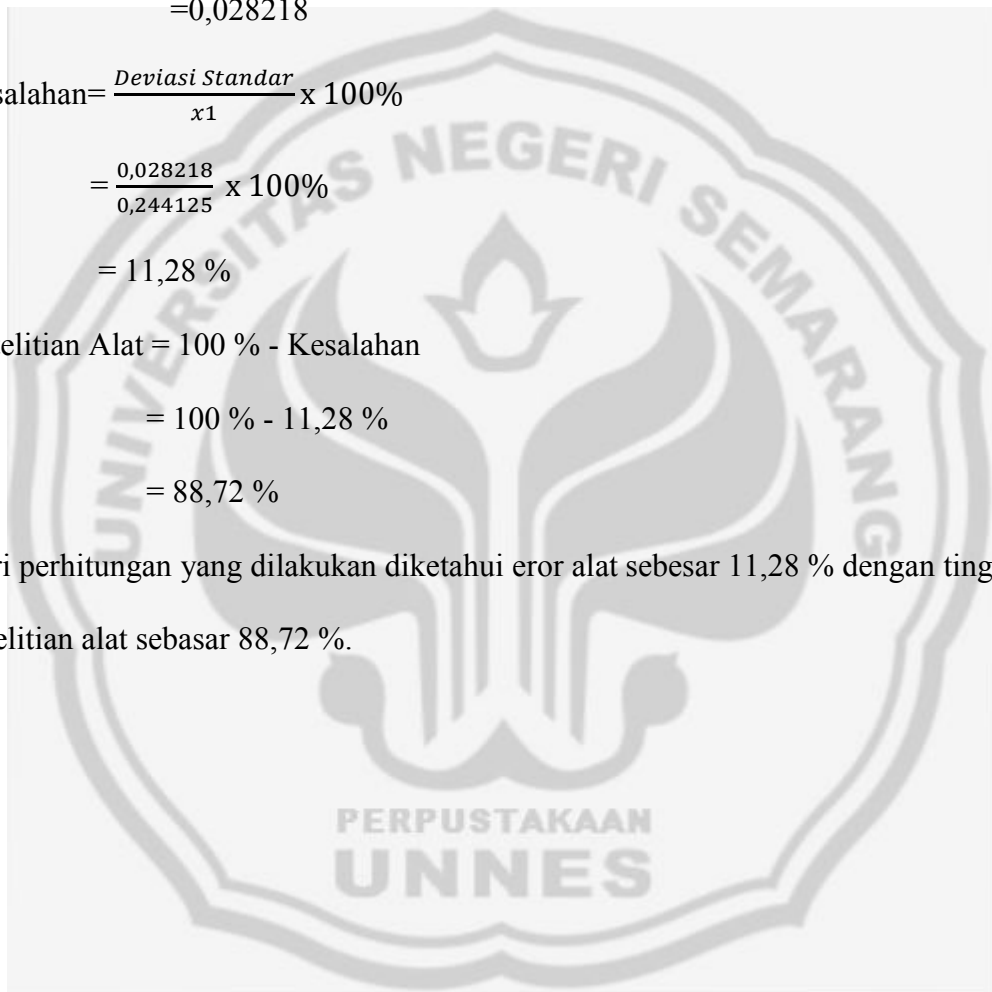 =0,028218
salahan= Deviasi Standar/x1 x 100%
= 0,028218/0,244125 x 100%
= 11,28 %
elitian Alat = 100 % - Kesalahan
= 100 % - 11,28 %
= 88,72 %
ri perhitungan yang dilakukan diketahui eror alat sebesar 11,28 % dengan ting
elitian alat sebasar 88,72 %.
UNIVERSITAS NEGERI SEMARANG
PERPUSTAKAAN
UNNES